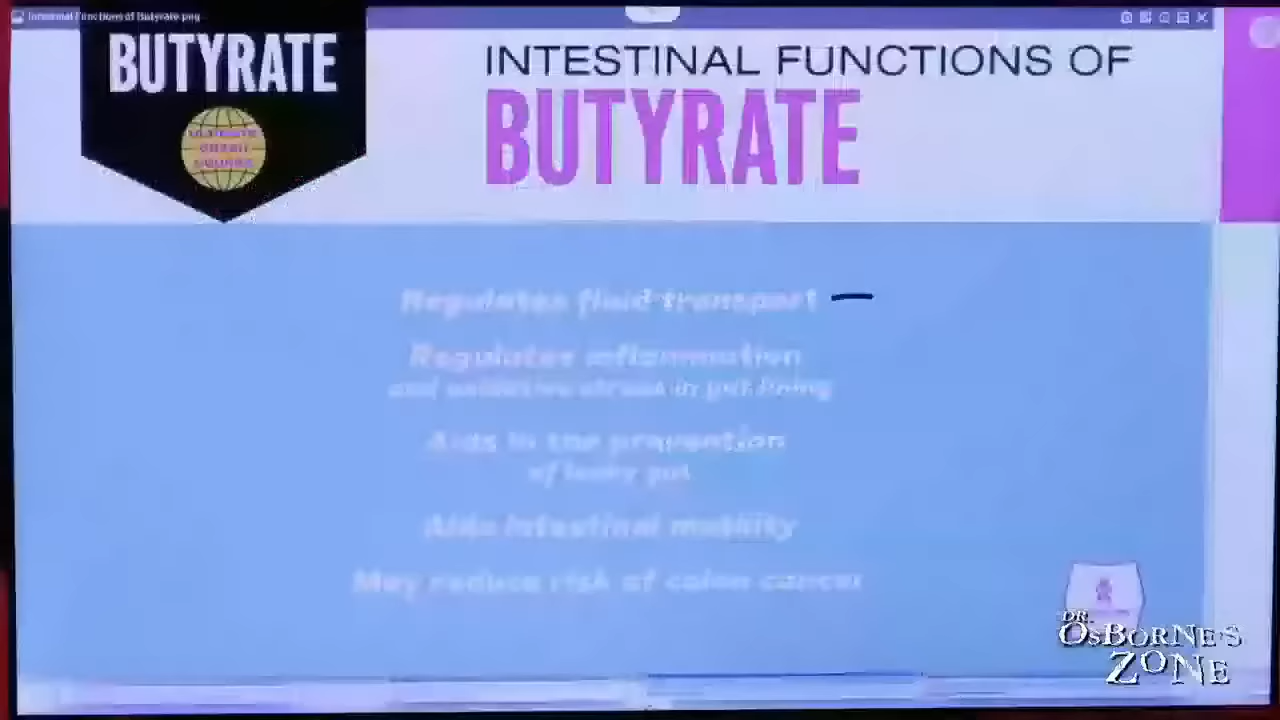 Intestinal Functions of Butyrate.png
BUTYRATE
INTESTINAL FUNCTIONS OF
BUTYRATE
Regulates fluid transport
Regulates inflammation
and oxidative stress in gut lining
Aids in the prevention
of leaky gut
Aids intestinal mobility
May reduce risk of colon cancer
DR.
OSBORNE'S
ZONE